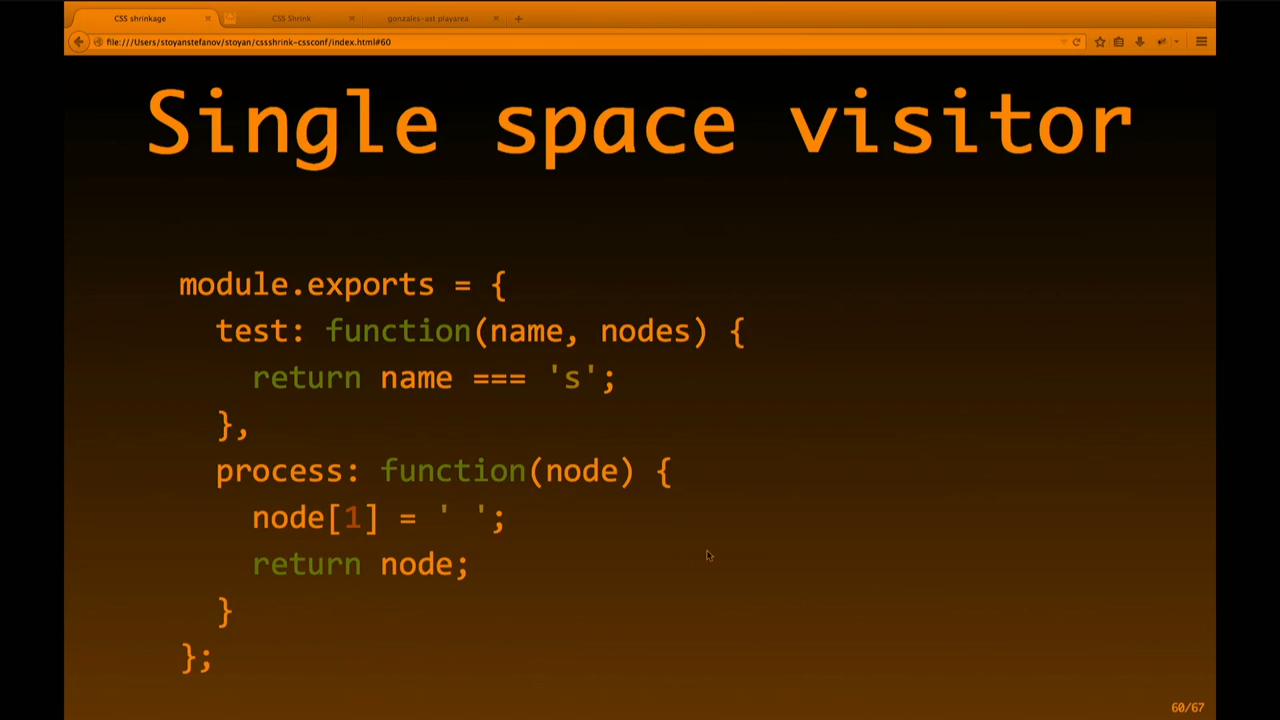 CSS shrinkage
CSS Shrink
gonzales-ast playarea
file:///Users/stoyanstefanov/stoyan/cssshrink-cssconf/index.html#60
Single space visitor
module.exports = {
  test: function(name, nodes) {
    return name === 's';
  },
  process: function(node) {
    node[1] = ' ';
    return node;
  }
};
60/67